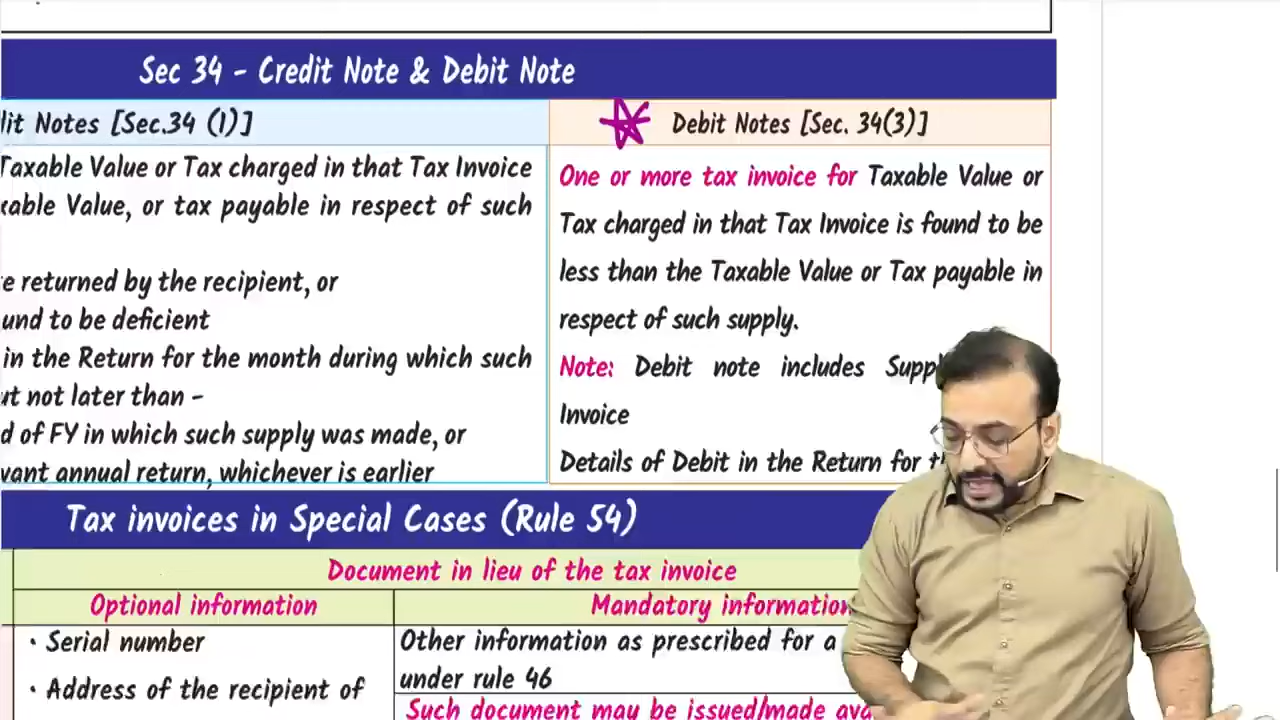 Sec 34 - Credit Note & Debit Note
Notes [Sec.34 (1)]
Taxable Value or Tax charged in that Tax Invoice
Value, or tax payable in respect of such
returned by the recipient, or
to be deficient
in the Return for the month during which such
not later than -
of FY in which such supply was made, or
annual return, whichever is earlier
Debit Notes [Sec. 34(3)]
One or more tax invoice for Taxable Value or
Tax charged in that Tax Invoice is found to be
less than the Taxable Value or Tax payable in
respect of such supply.
Note: Debit note includes
Invoice
Details of Debit in the Return for
Tax invoices in Special Cases (Rule 54)
Document in lieu of the tax invoice
Optional information
Mandatory information
• Serial number
• Address of the recipient of
Other information as prescribed for a
under rule 46
Such document may be issued/made